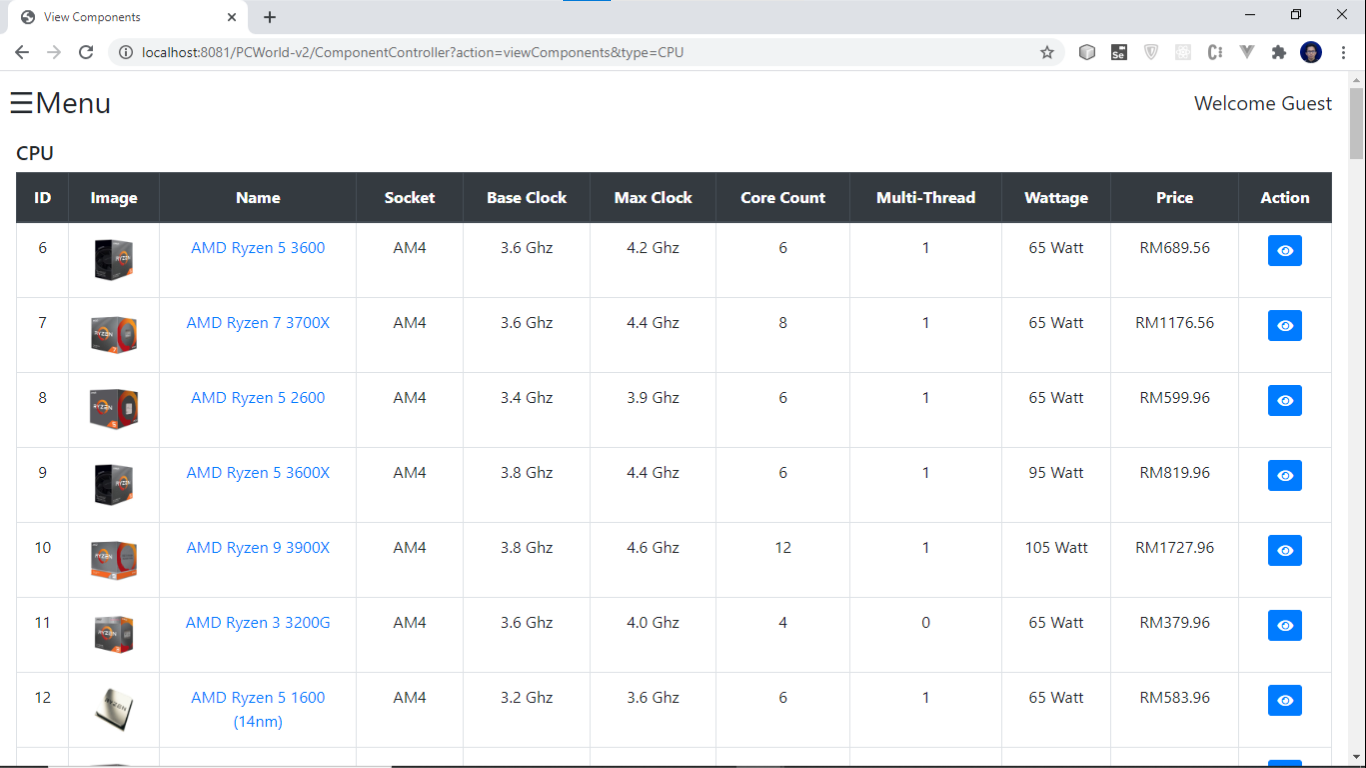 View Components
localhost:8081/PCWorld-v2/ComponentController?action=viewComponents&type=CPU
Se
☰Menu
Welcome Guest
CPU
ID Image Name Socket Base Clock Max Clock Core Count Multi-Thread Wattage Price Action
6 RYZEN AMD Ryzen 5 3600 AM4 3.6 Ghz 4.2 Ghz 6 1 65 Watt RM689.56
7 RYZEN AMD Ryzen 7 3700X AM4 3.6 Ghz 4.4 Ghz 8 1 65 Watt RM1176.56
8 RYZEN AMD Ryzen 5 2600 AM4 3.4 Ghz 3.9 Ghz 6 1 65 Watt RM599.96
9 RYZEN AMD Ryzen 5 3600X AM4 3.8 Ghz 4.4 Ghz 6 1 95 Watt RM819.96
10 RYZEN AMD Ryzen 9 3900X AM4 3.8 Ghz 4.6 Ghz 12 1 105 Watt RM1727.96
11 RYZEN AMD Ryzen 3 3200G AM4 3.6 Ghz 4.0 Ghz 4 0 65 Watt RM379.96
12 RYZEN AMD Ryzen 5 1600 AM4 3.2 Ghz 3.6 Ghz 6 1 65 Watt RM583.96
(14nm)